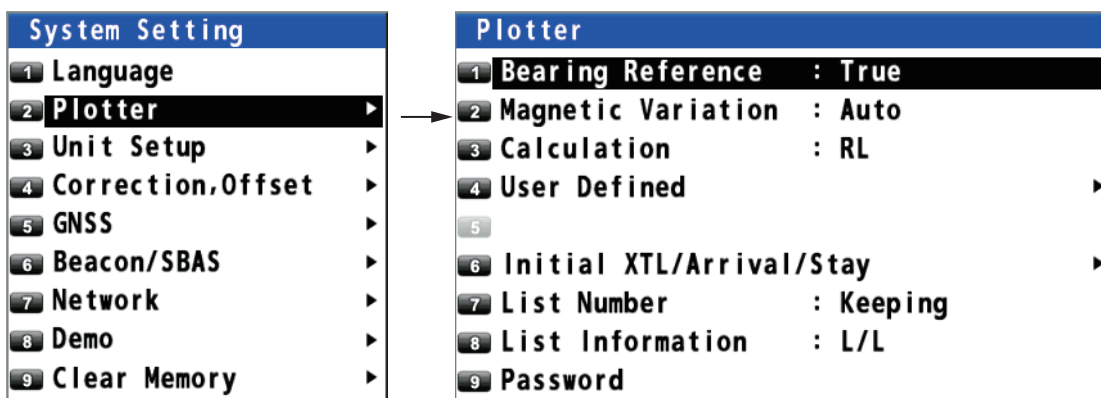 System Setting
1 Language
2 Plotter
3 Unit Setup
4 Correction,Offset
5 GNSS
6 Beacon/SBAS
7 Network
8 Demo
9 Clear Memory
Plotter
1 Bearing Reference : True
2 Magnetic Variation : Auto
3 Calculation : RL
4 User Defined
5
6 Initial XTL/Arrival/Stay
7 List Number : Keeping
8 List Information : L/L
9 Password